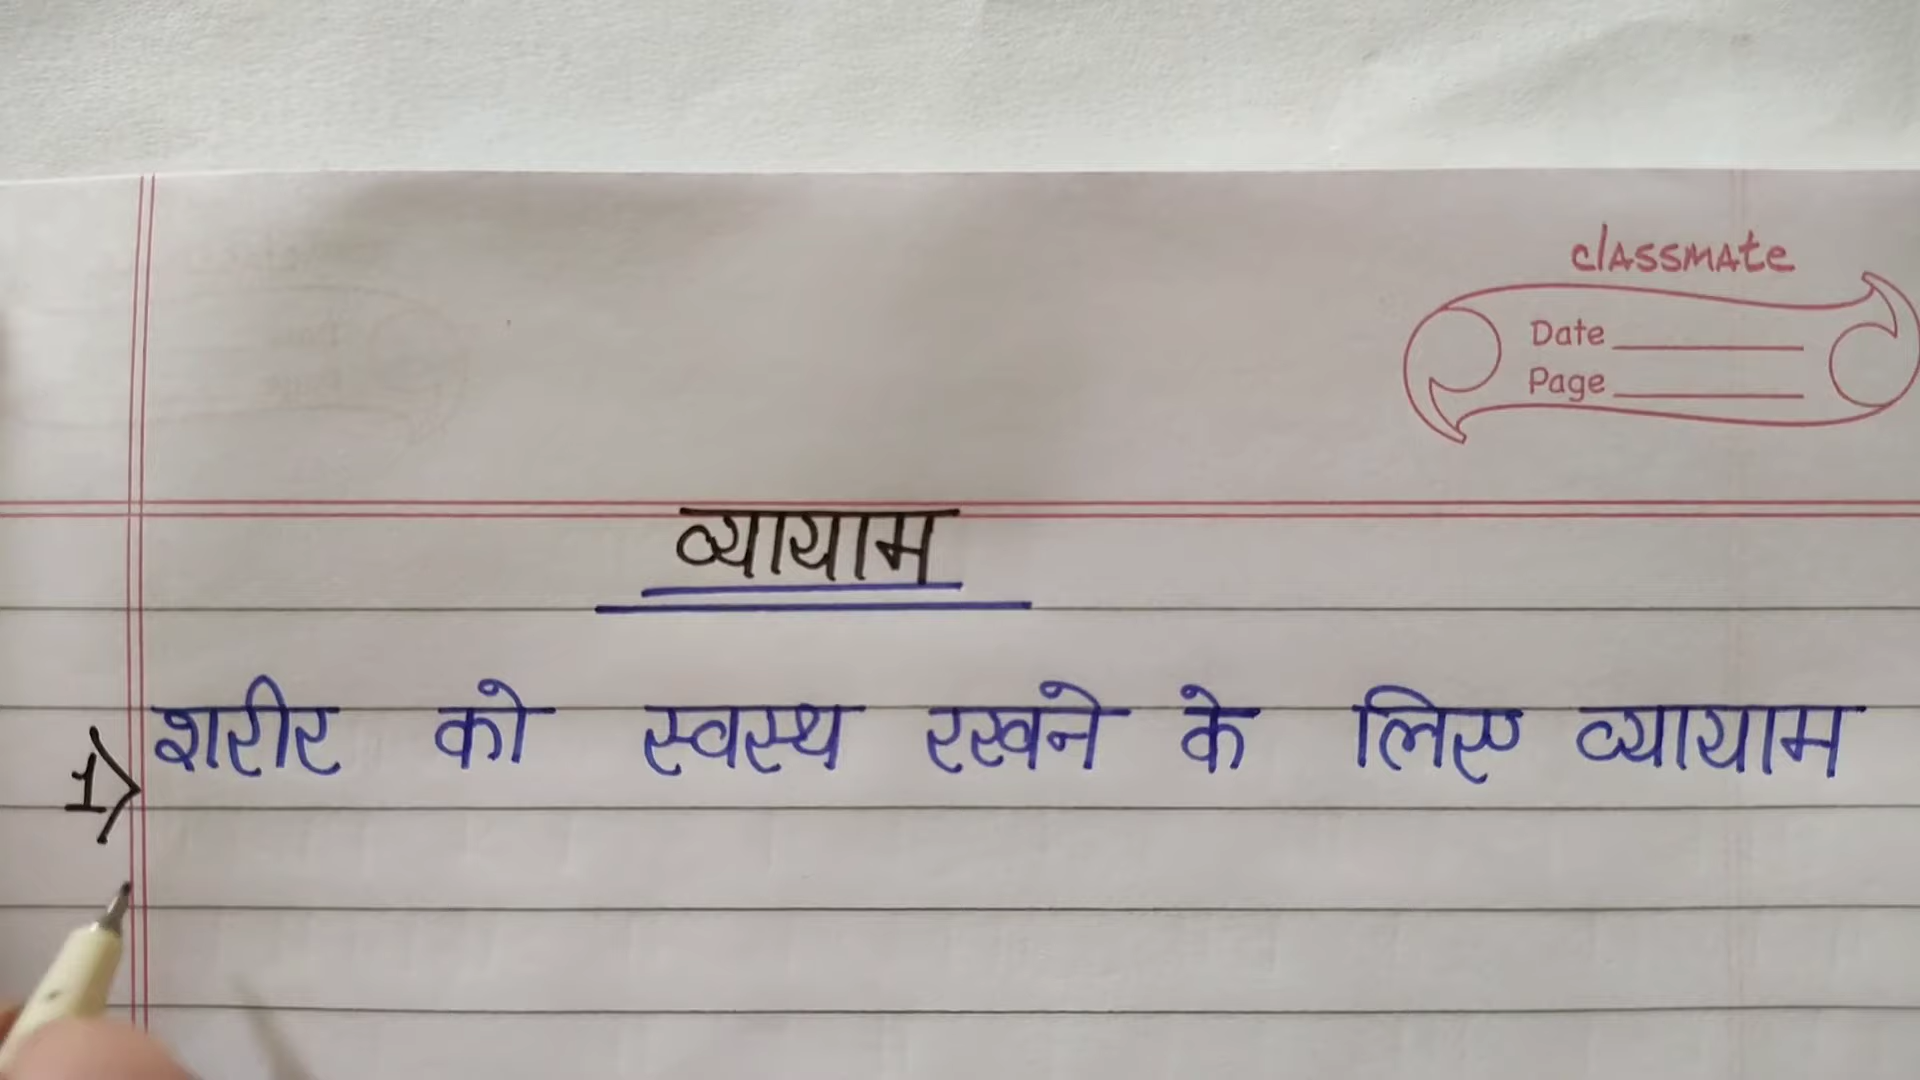 classmate
Date
Page
व्यायाम
1) शरीर को स्वस्थ रखने के लिए व्यायाम